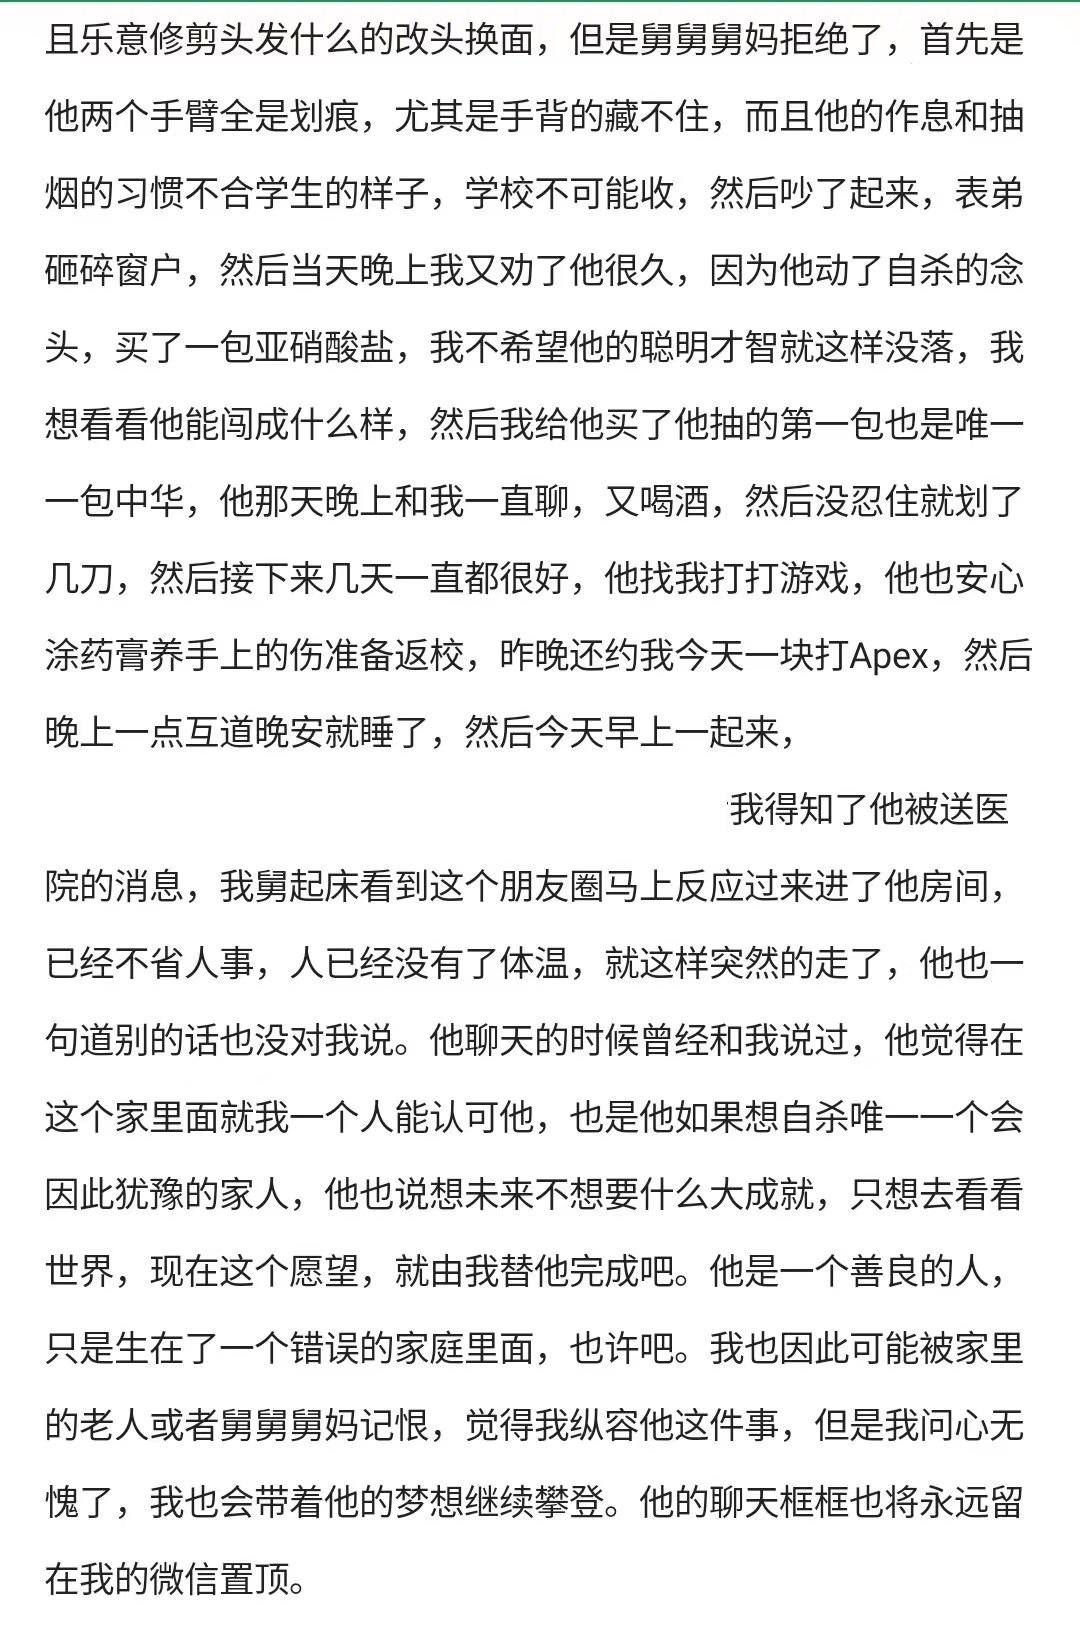 且乐意修剪头发什么的改头换面，但是舅舅舅妈拒绝了，首先是
他两个手臂全是划痕，尤其是手背的藏不住，而且他的作息和抽
烟的习惯不合学生的样子，学校不可能收，然后吵了起来，表弟
砸碎窗户，然后当天晚上我又劝了他很久，因为他动了自杀的念
头，买了一包亚硝酸盐，我不希望他的聪明才智就这样没落，我
想看看他能闯成什么样，然后我给他买了他抽的第一包也是唯一
一包中华，他那天晚上和我一直聊，又喝酒，然后没忍住就划了
几刀，然后接下来几天一直都很好，他找我打打游戏，他也安心
涂药膏养手上的伤准备返校，昨晚还约我今天一块打Apex，然后
晚上一点互道晚安就睡了，然后今天早上一起来，
我得知了他被送医
院的消息，我舅起床看到这个朋友圈马上反应过来进了他房间，
已经不省人事，人已经没有了体温，就这样突然的走了，他也一
句道别的话也没对我说。他聊天的时候曾经和我说过，他觉得在
这个家里面就我一个人能认可他，也是他如果想自杀唯一一个会
因此犹豫的家人，他也说想未来不想要什么大成就，只想去看看
世界，现在这个愿望，就由我替他完成吧。他是一个善良的人，
只是生在了一个错误的家庭里面，也许吧。我也因此可能被家里
的老人或者舅舅舅妈记恨，觉得我纵容他这件事，但是我问心无
愧了，我也会带着他的梦想继续攀登。他的聊天框框也将永远留
在我的微信置顶。